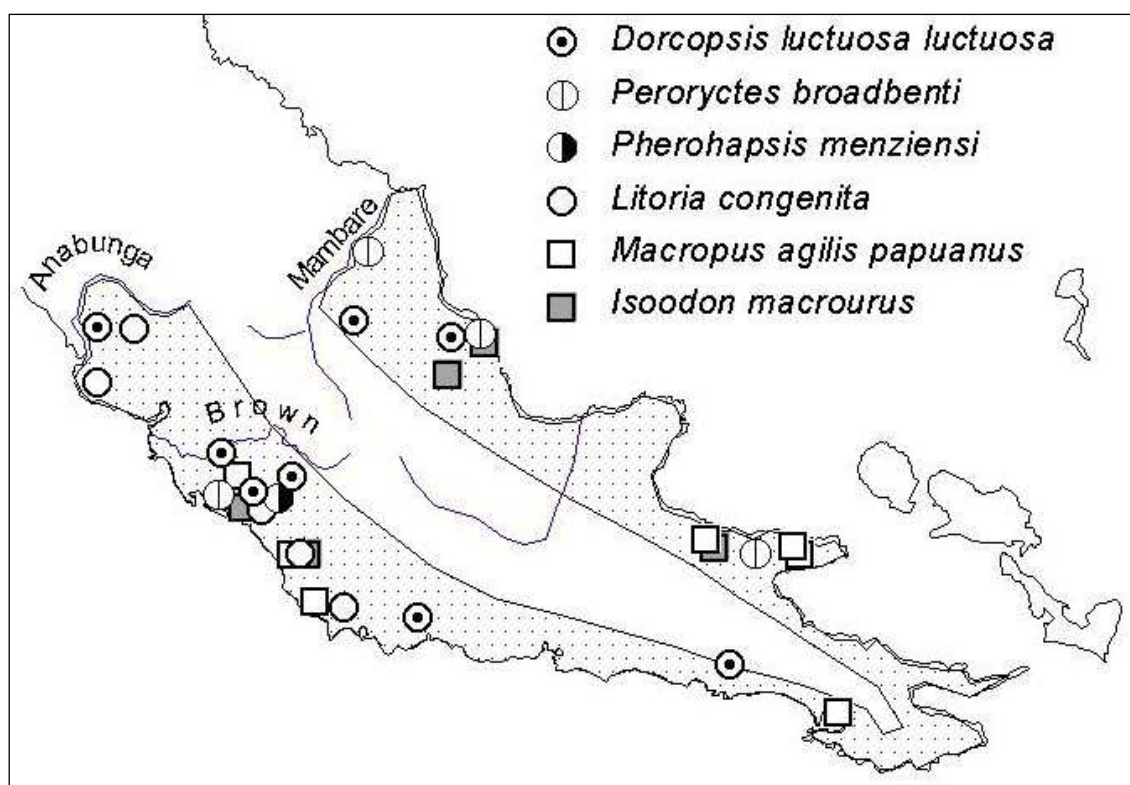 Dorcopsis luctuosa luctuosa
Peroryctes broadbenti
Pherohapsis menziensi
Litoria congenita
Macropus agilis papuanus
Isoodon macrourus
Anabunga
Mambare
Brown